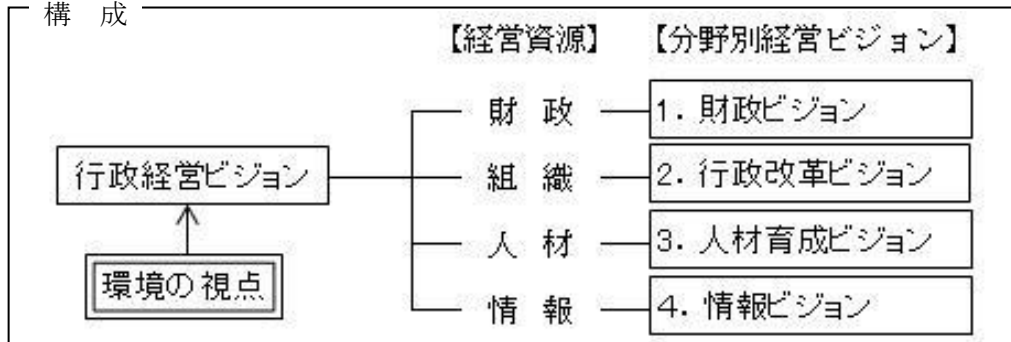 構成
【経営資源】 【分野別経営ビジョン】
財政 1. 財政ビジョン
行政経営ビジョン 組織 2. 行政改革ビジョン
人材 3. 人材育成ビジョン
環境の視点
情報 4. 情報ビジョン